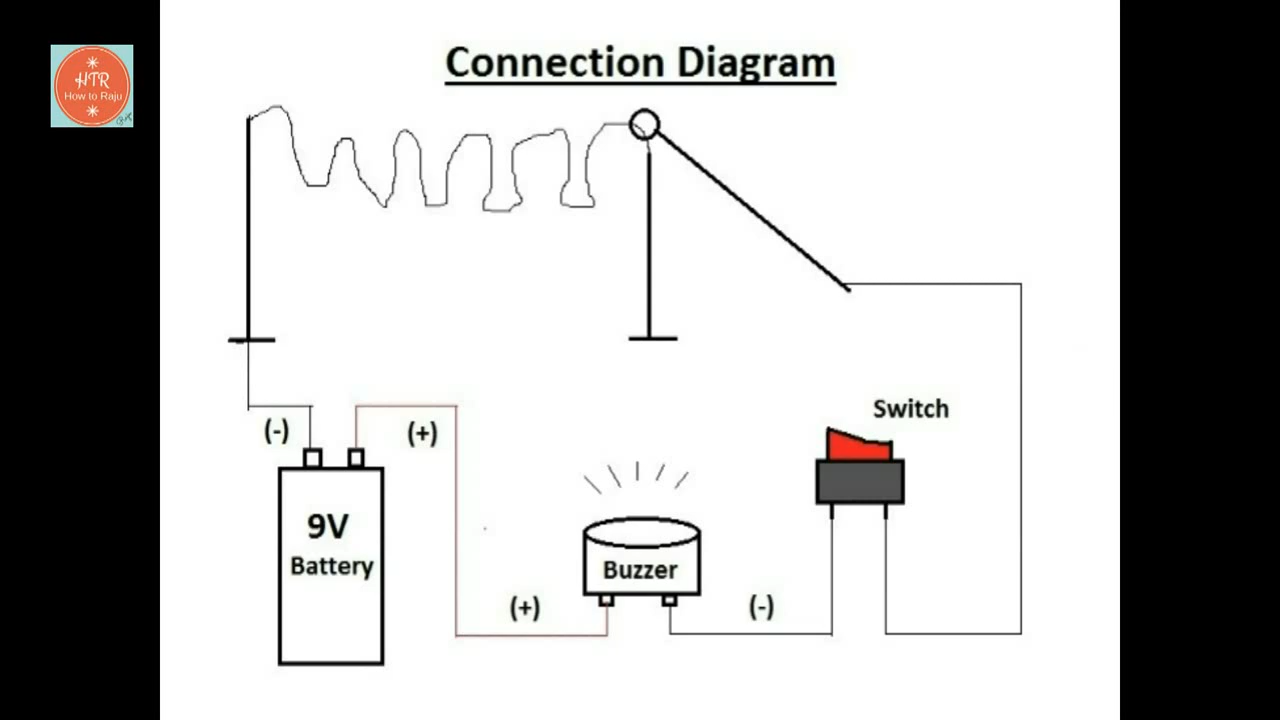 Connection Diagram
HTR
How to Raju
Switch
(-)
(+)
9V
Battery
Buzzer
(+)
(-)